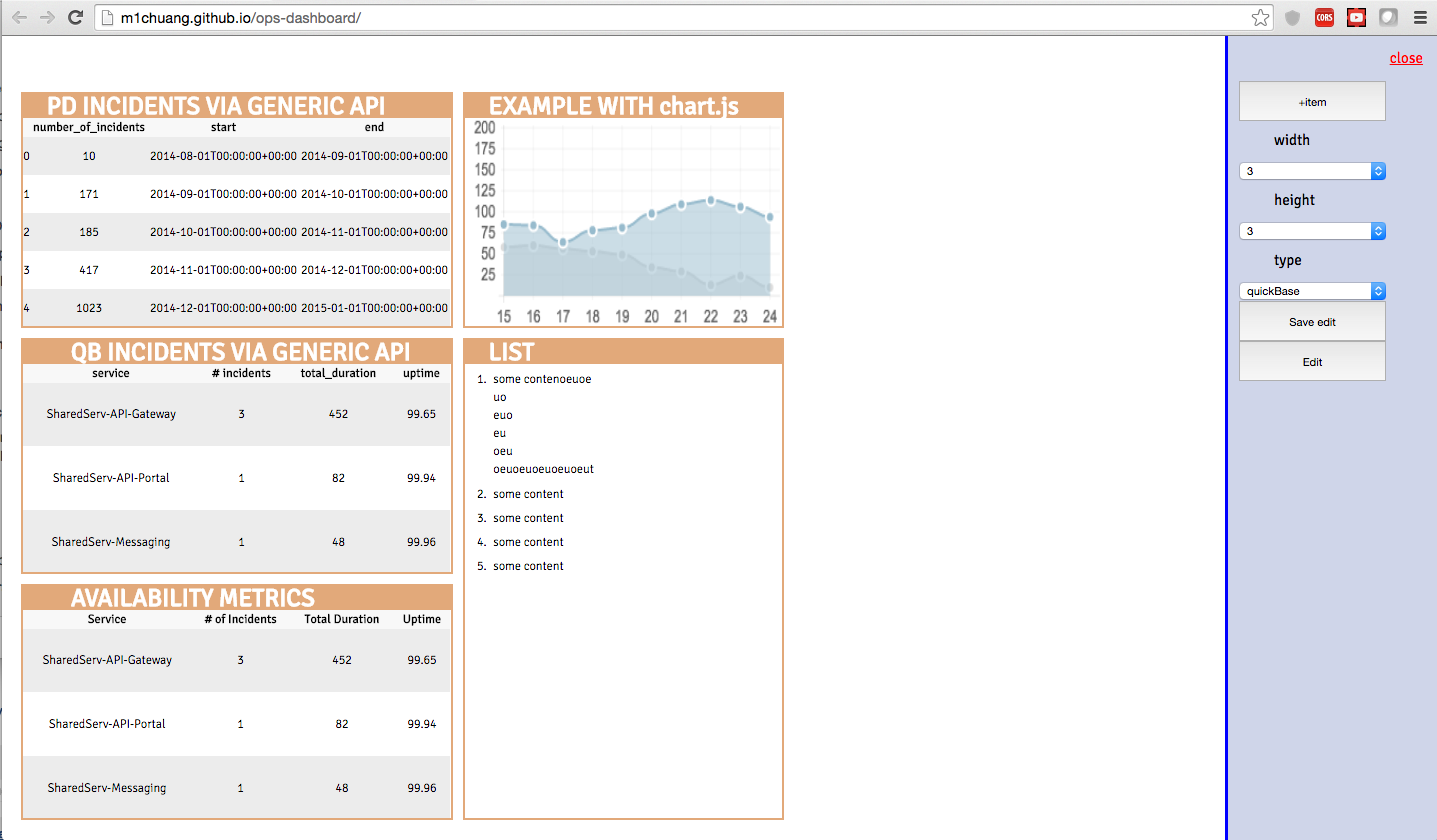 m1chuang.github.io/ops-dashboard/
CORS
close
PD INCIDENTS VIA GENERIC API
number_of_incidents start end
0 10 2014-08-01T00:00:00+00:00 2014-09-01T00:00:00+00:00
1 171 2014-09-01T00:00:00+00:00 2014-10-01T00:00:00+00:00
2 185 2014-10-01T00:00:00+00:00 2014-11-01T00:00:00+00:00
3 417 2014-11-01T00:00:00+00:00 2014-12-01T00:00:00+00:00
4 1023 2014-12-01T00:00:00+00:00 2015-01-01T00:00:00+00:00
EXAMPLE WITH chart.js
200
175
150
125
100
75
50
25
15 16 17 18 19 20 21 22 23 24
QB INCIDENTS VIA GENERIC API
service # incidents total_duration uptime
SharedServ-API-Gateway 3 452 99.65
SharedServ-API-Portal 1 82 99.94
SharedServ-Messaging 1 48 99.96
LIST
1. some contenoeuoe
uo
euo
eu
oeu
oeuoeuoeuoeuoeut
2. some content
3. some content
4. some content
5. some content
AVAILABILITY METRICS
Service # of Incidents Total Duration Uptime
SharedServ-API-Gateway 3 452 99.65
SharedServ-API-Portal 1 82 99.94
SharedServ-Messaging 1 48 99.96
+item
width
3
height
3
type
quickBase
Save edit
Edit